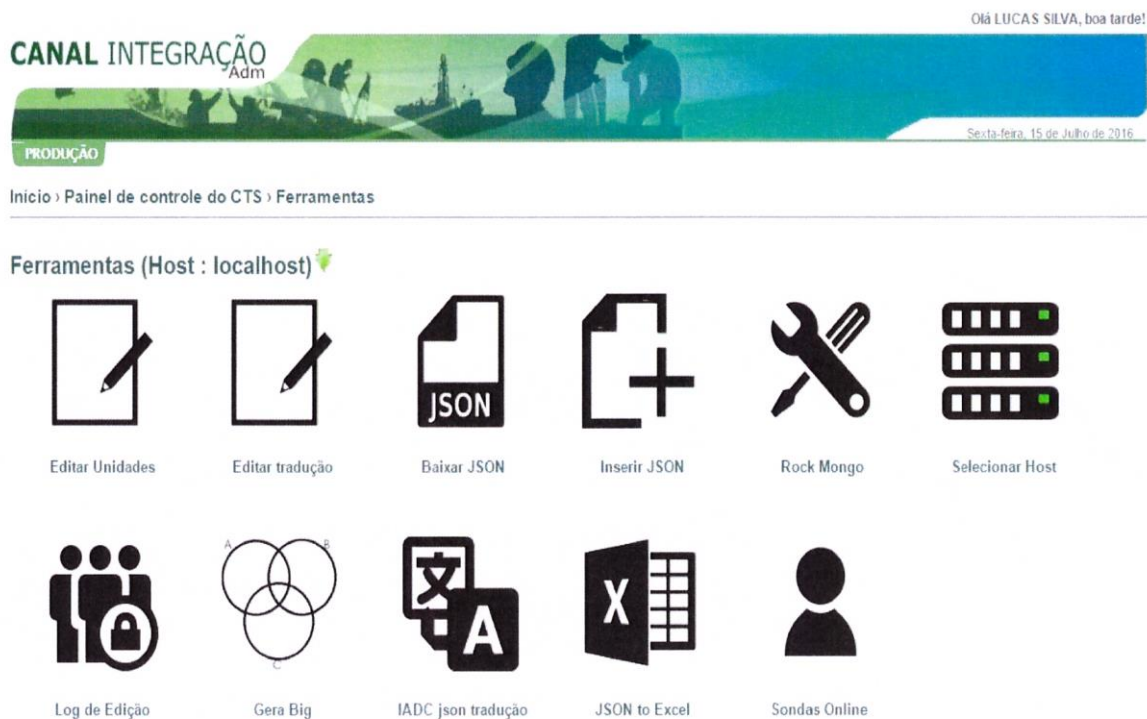 Olá LUCAS SILVA, boa tarde!
CANAL INTEGRAÇÃO
Adm
Sexta-feira, 15 de Julho de 2016
PRODUÇÃO
Início › Painel de controle do CTS › Ferramentas
Ferramentas (Host : localhost)
JSON
Editar Unidades
Editar tradução
Baixar JSON
Inserir JSON
Rock Mongo
Selecionar Host
A
B
C
文
A
X
Log de Edição
Gera Big
IADC json tradução
JSON to Excel
Sondas Online